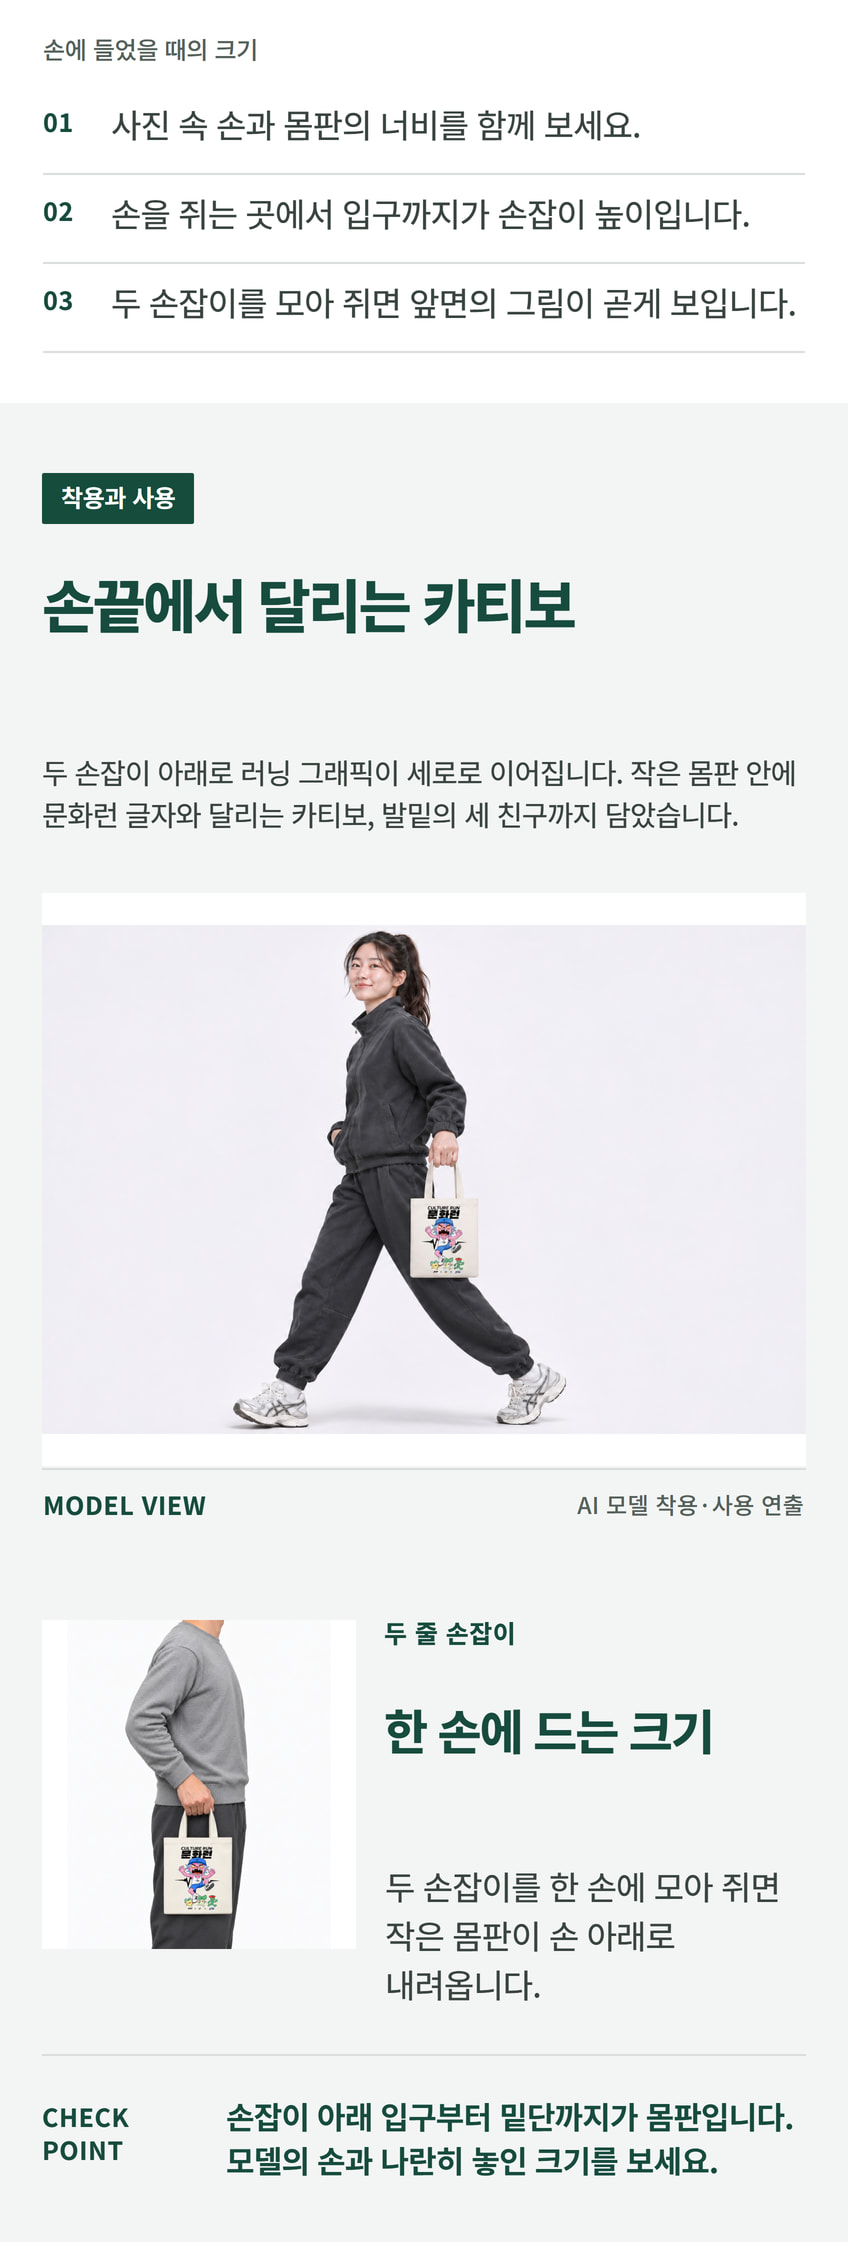 손에 들었을 때의 크기
01 사진 속 손과 몸판의 너비를 함께 보세요.
02 손을 쥐는 곳에서 입구까지가 손잡이 높이입니다.
03 두 손잡이를 모아 쥐면 앞면의 그림이 곧게 보입니다.
착용과 사용
손끝에서 달리는 카티보
두 손잡이 아래로 러닝 그래픽이 세로로 이어집니다. 작은 몸판 안에
문화런 글자와 달리는 카티보, 발밑의 세 친구까지 담았습니다.
CULTURE RUN
문화런
MODEL VIEW
AI 모델 착용·사용 연출
두 줄 손잡이
한 손에 드는 크기
CULTURE RUN
문화런
두 손잡이를 한 손에 모아 쥐면
작은 몸판이 손 아래로
내려옵니다.
CHECK
POINT
손잡이 아래 입구부터 밑단까지가 몸판입니다.
모델의 손과 나란히 놓인 크기를 보세요.